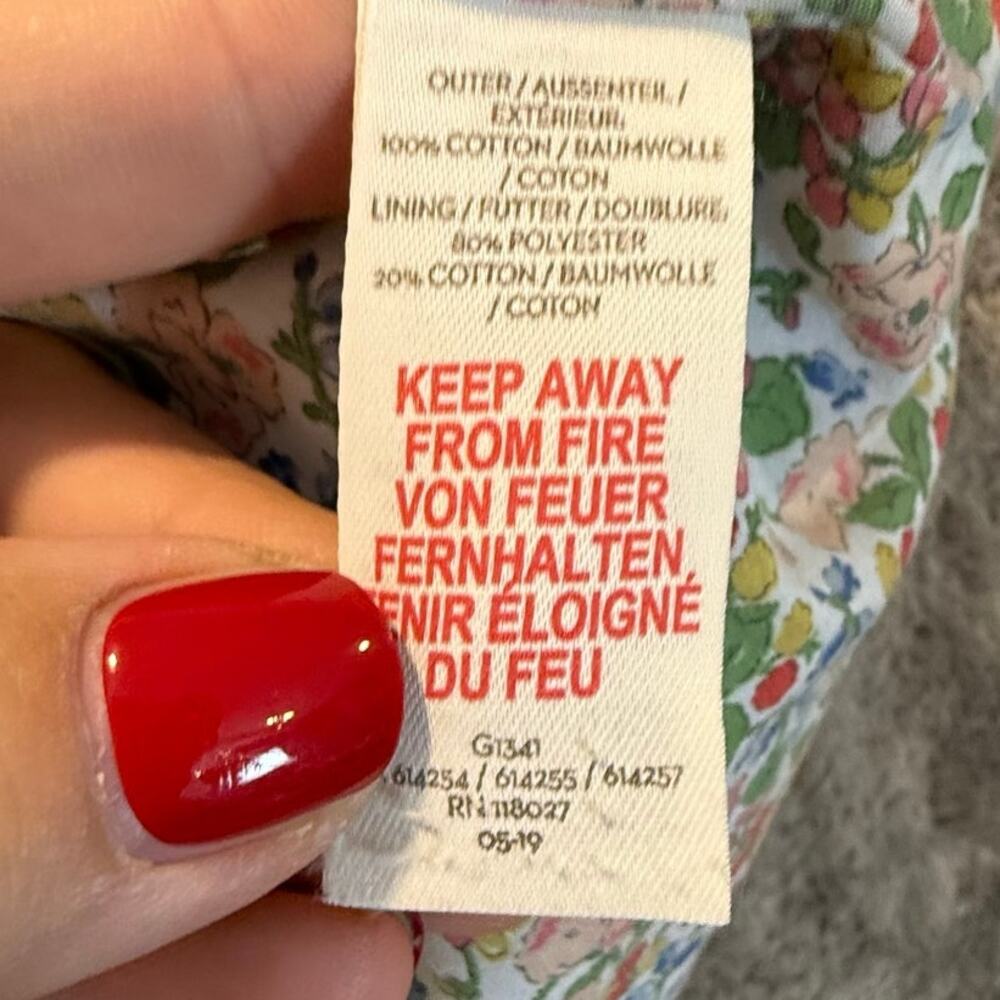 OUTER / AUSSENTEIL /
EXTÉRIEUR.
100% COTTON / BAUMWOLLE
/ COTON
LINING / FUTTER / DOUBLURE.
80% POLYESTER
20% COTTON / BAUMWOLLE
/ COTON
KEEP AWAY
FROM FIRE
VON FEUER
FERNHALTEN,
ENIR ÉLOIGNÉ
DU FEU
G1341
614254 / 614255 / 614257
RN 118027
05-19